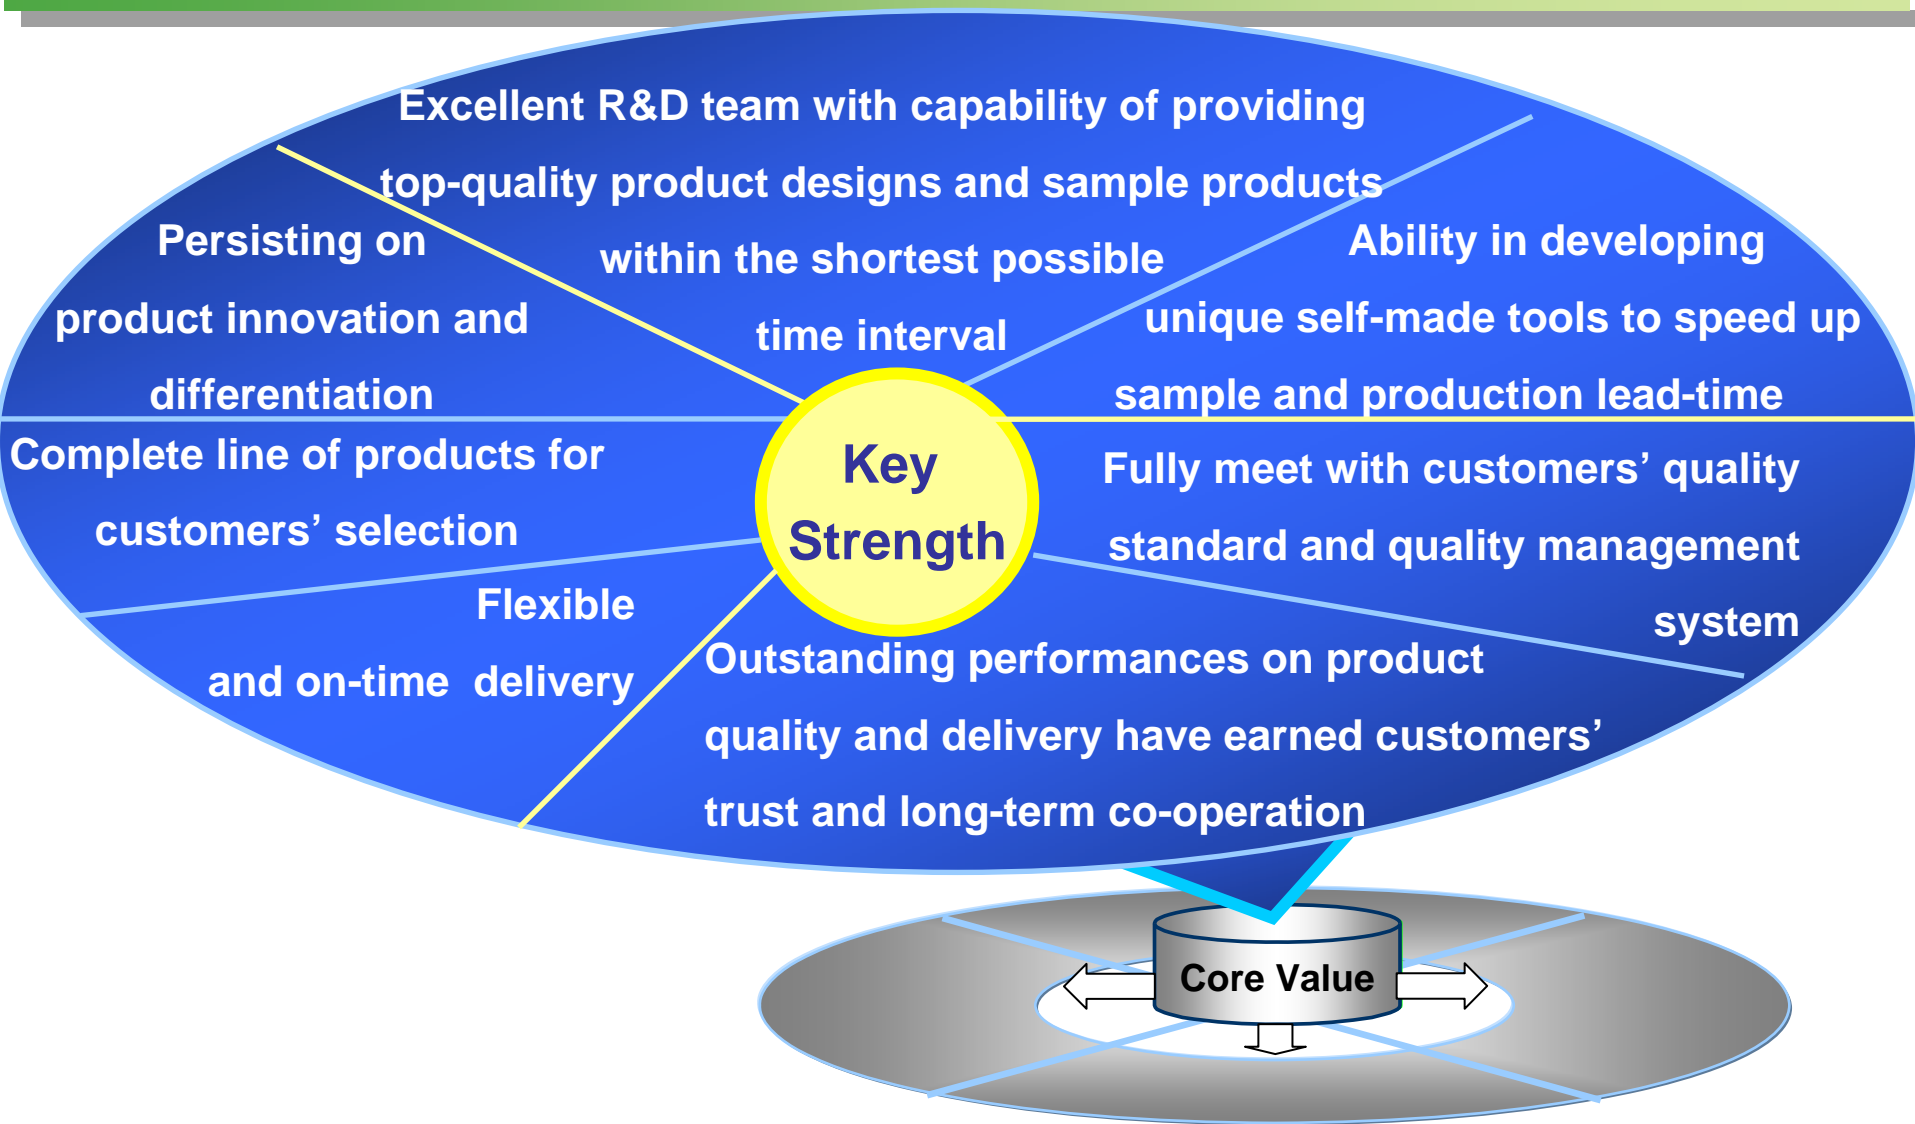 Excellent R&D team with capability of providing
top-quality product designs and sample products
within the shortest possible
time interval
Persisting on
product innovation and
differentiation
Ability in developing
unique self-made tools to speed up
sample and production lead-time
Key
Strength
Complete line of products for
customers’ selection
Fully meet with customers’ quality
standard and quality management
system
Flexible
and on-time  delivery
Outstanding performances on product
quality and delivery have earned customers’
trust and long-term co-operation
Core Value